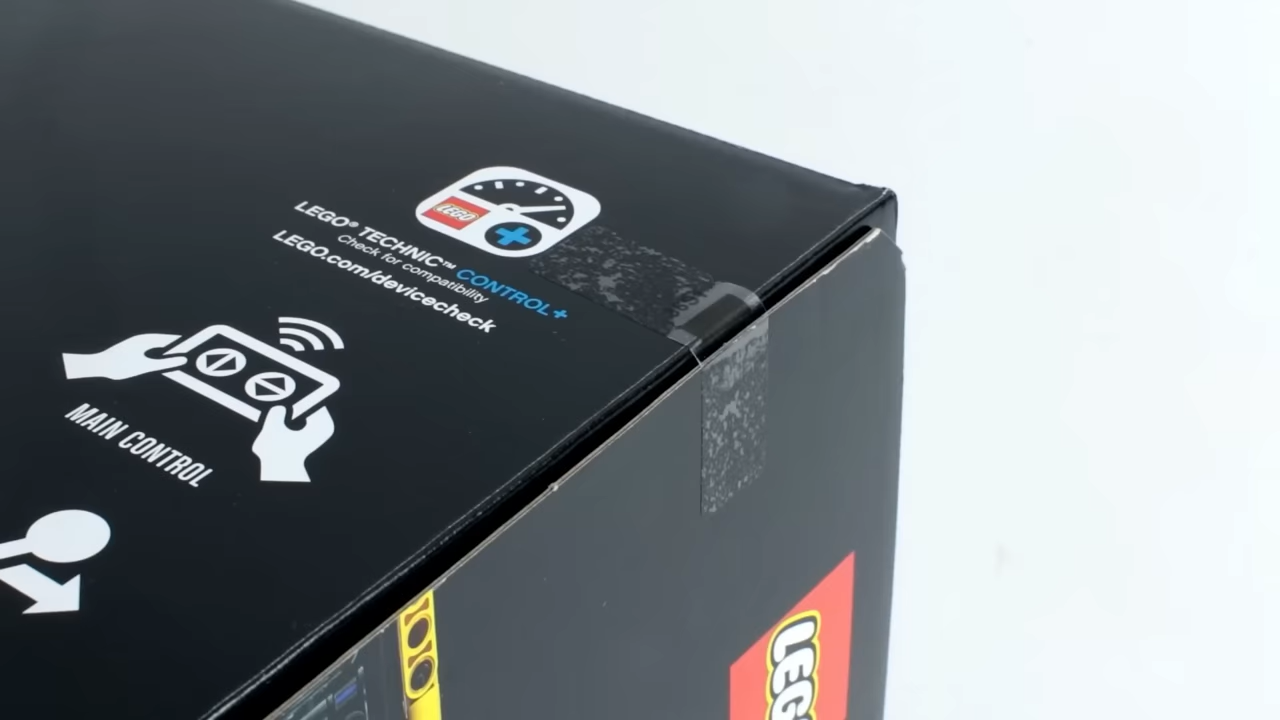 LEGO
LEGO® TECHNIC™ CONTROL+
Check for compatibility
LEGO.com/devicecheck
MAIN CONTROL
LEGO